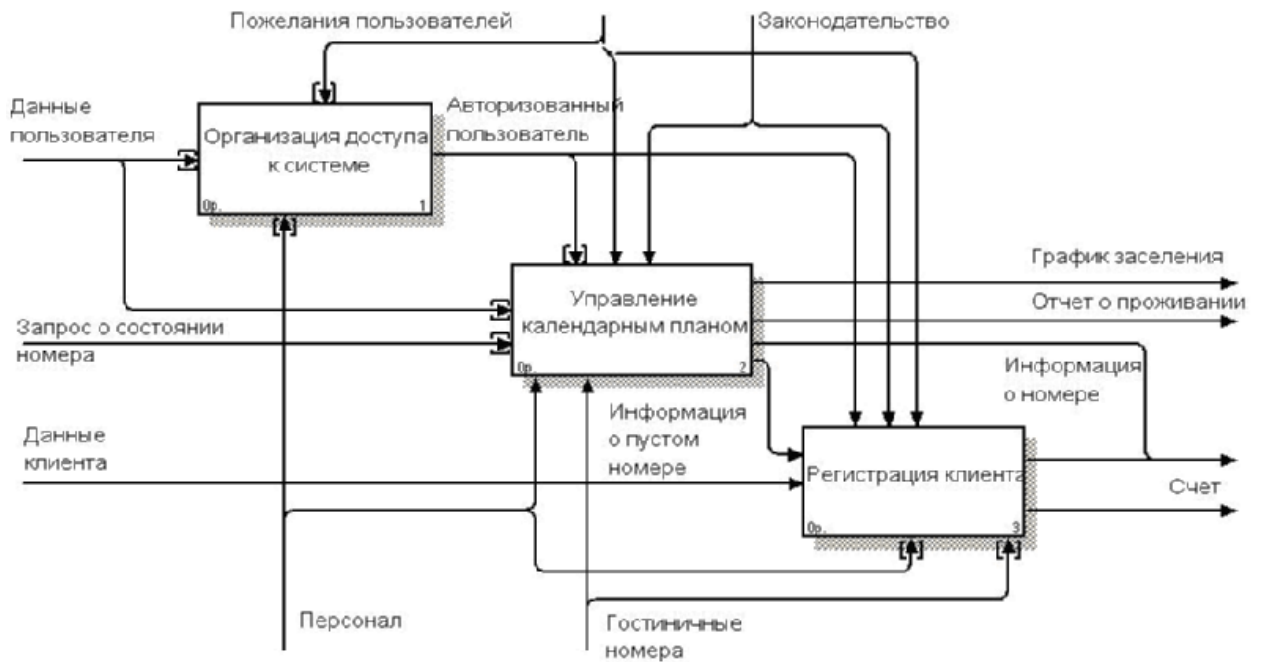 Пожелания пользователей
Законодательство
Данные
пользователя
Организация доступа
к системе
0р.
1
Авторизованный
пользователь
График заселения
Управление
календарным планом
0р.
2
Отчет о проживании
Запрос о состоянии
номера
Информация
о номере
Информация
о пустом
номере
Данные
клиента
Регистрация клиента
0р.
3
Счет
Персонал
Гостиничные
номера